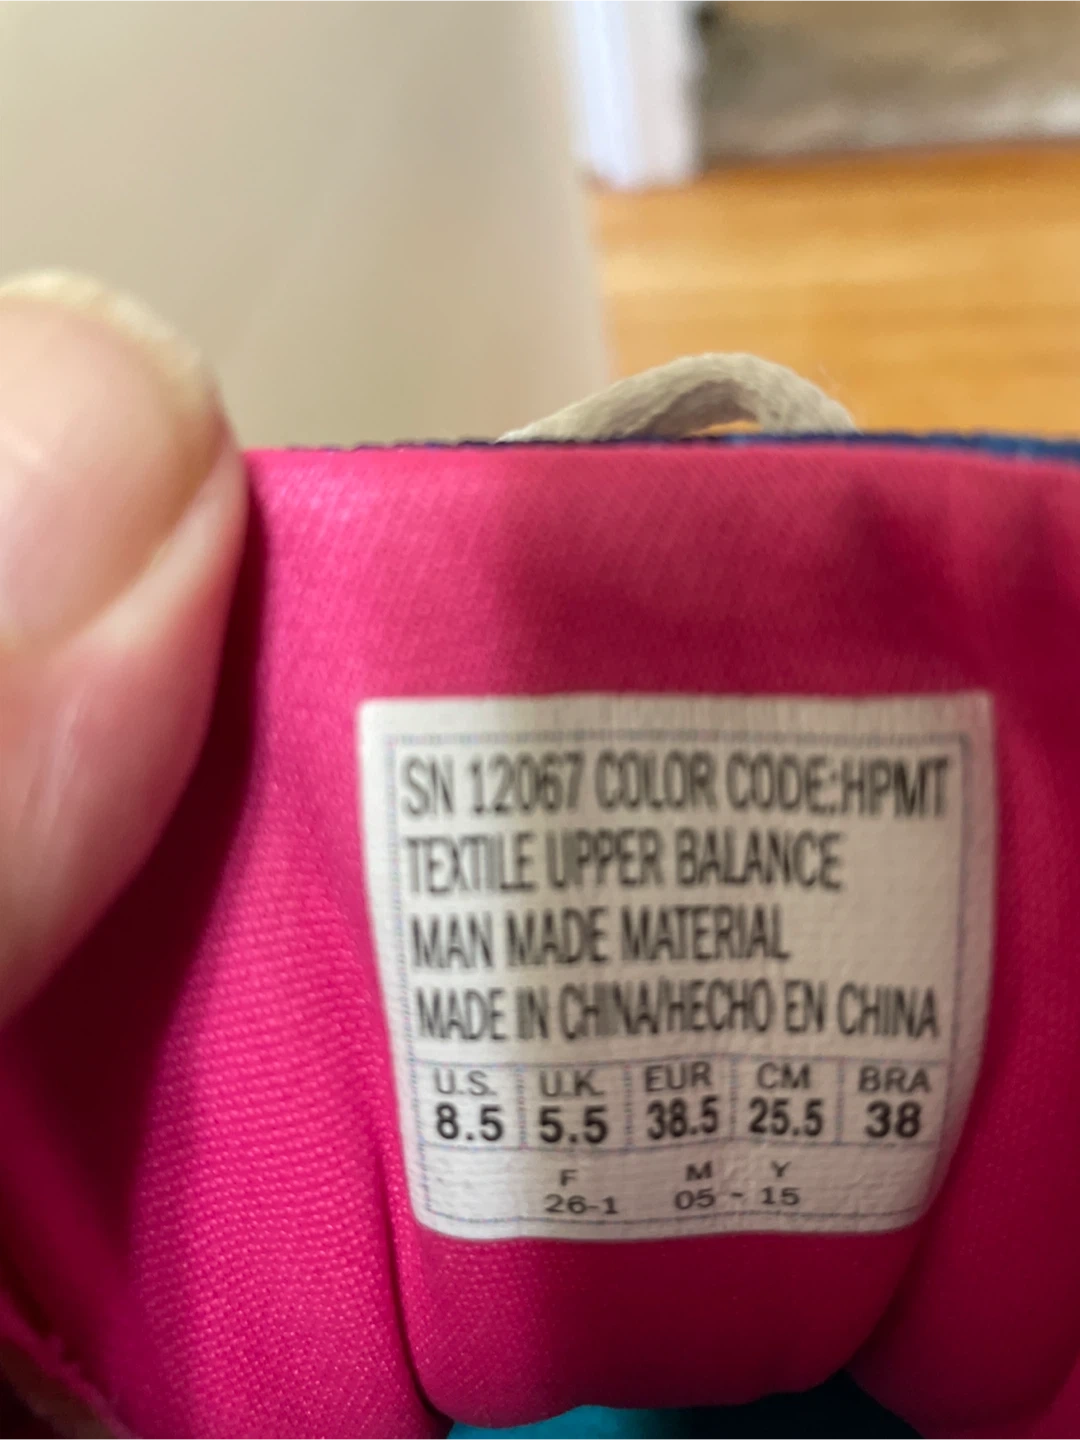 SN 12067 COLOR CODE:HPMT
TEXTILE UPPER BALANCE
MAN MADE MATERIAL
MADE IN CHINA/HECHO EN CHINA
U.S. U.K. EUR CM BRA
8.5 5.5 38.5 25.5 38
F M Y
26-1 05 - 15